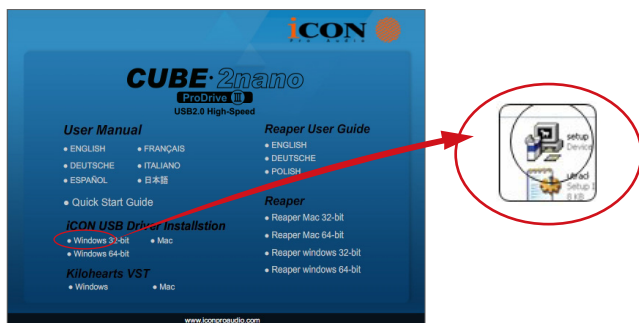 iCON
Pro Audio
CUBE·2nano
ProDrive III
USB2.0 High-Speed
User Manual
• ENGLISH • FRANÇAIS
• DEUTSCHE • ITALIANO
• ESPAÑOL • 日本語
• Quick Start Guide
iCON USB Driver Installstion
• Windows 32-bit • Mac
• Windows 64-bit
Kilohearts VST
• Windows • Mac
Reaper User Guide
• ENGLISH
• DEUTSCHE
• POLISH
Reaper
• Reaper Mac 32-bit
• Reaper Mac 64-bit
• Reaper windows 32-bit
• Reaper windows 64-bit
www.iconproaudio.com
setup
Device
Setup
8 KB